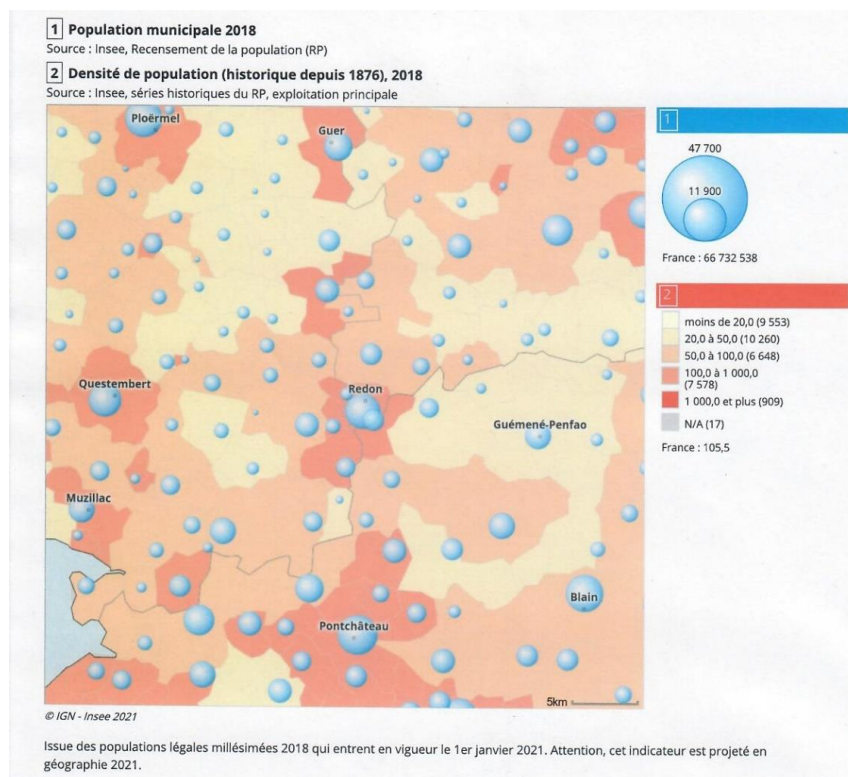 1 Population municipale 2018
Source : Insee, Recensement de la population (RP)
2 Densité de population (historique depuis 1876), 2018
Source : Insee, séries historiques du RP, exploitation principale
Ploërmel
Guer
Questembert
Redon
Guémené-Penfao
Muzillac
Blain
Pontchâteau
5km
1
47 700
11 900
France : 66 732 538
2
moins de 20,0 (9 553)
20,0 à 50,0 (10 260)
50,0 à 100,0 (6 648)
100,0 à 1 000,0
(7 578)
1 000,0 et plus (909)
N/A (17)
France : 105,5
© IGN - Insee 2021
Issue des populations légales millésimées 2018 qui entrent en vigueur le 1er janvier 2021. Attention, cet indicateur est projeté en
géographie 2021.